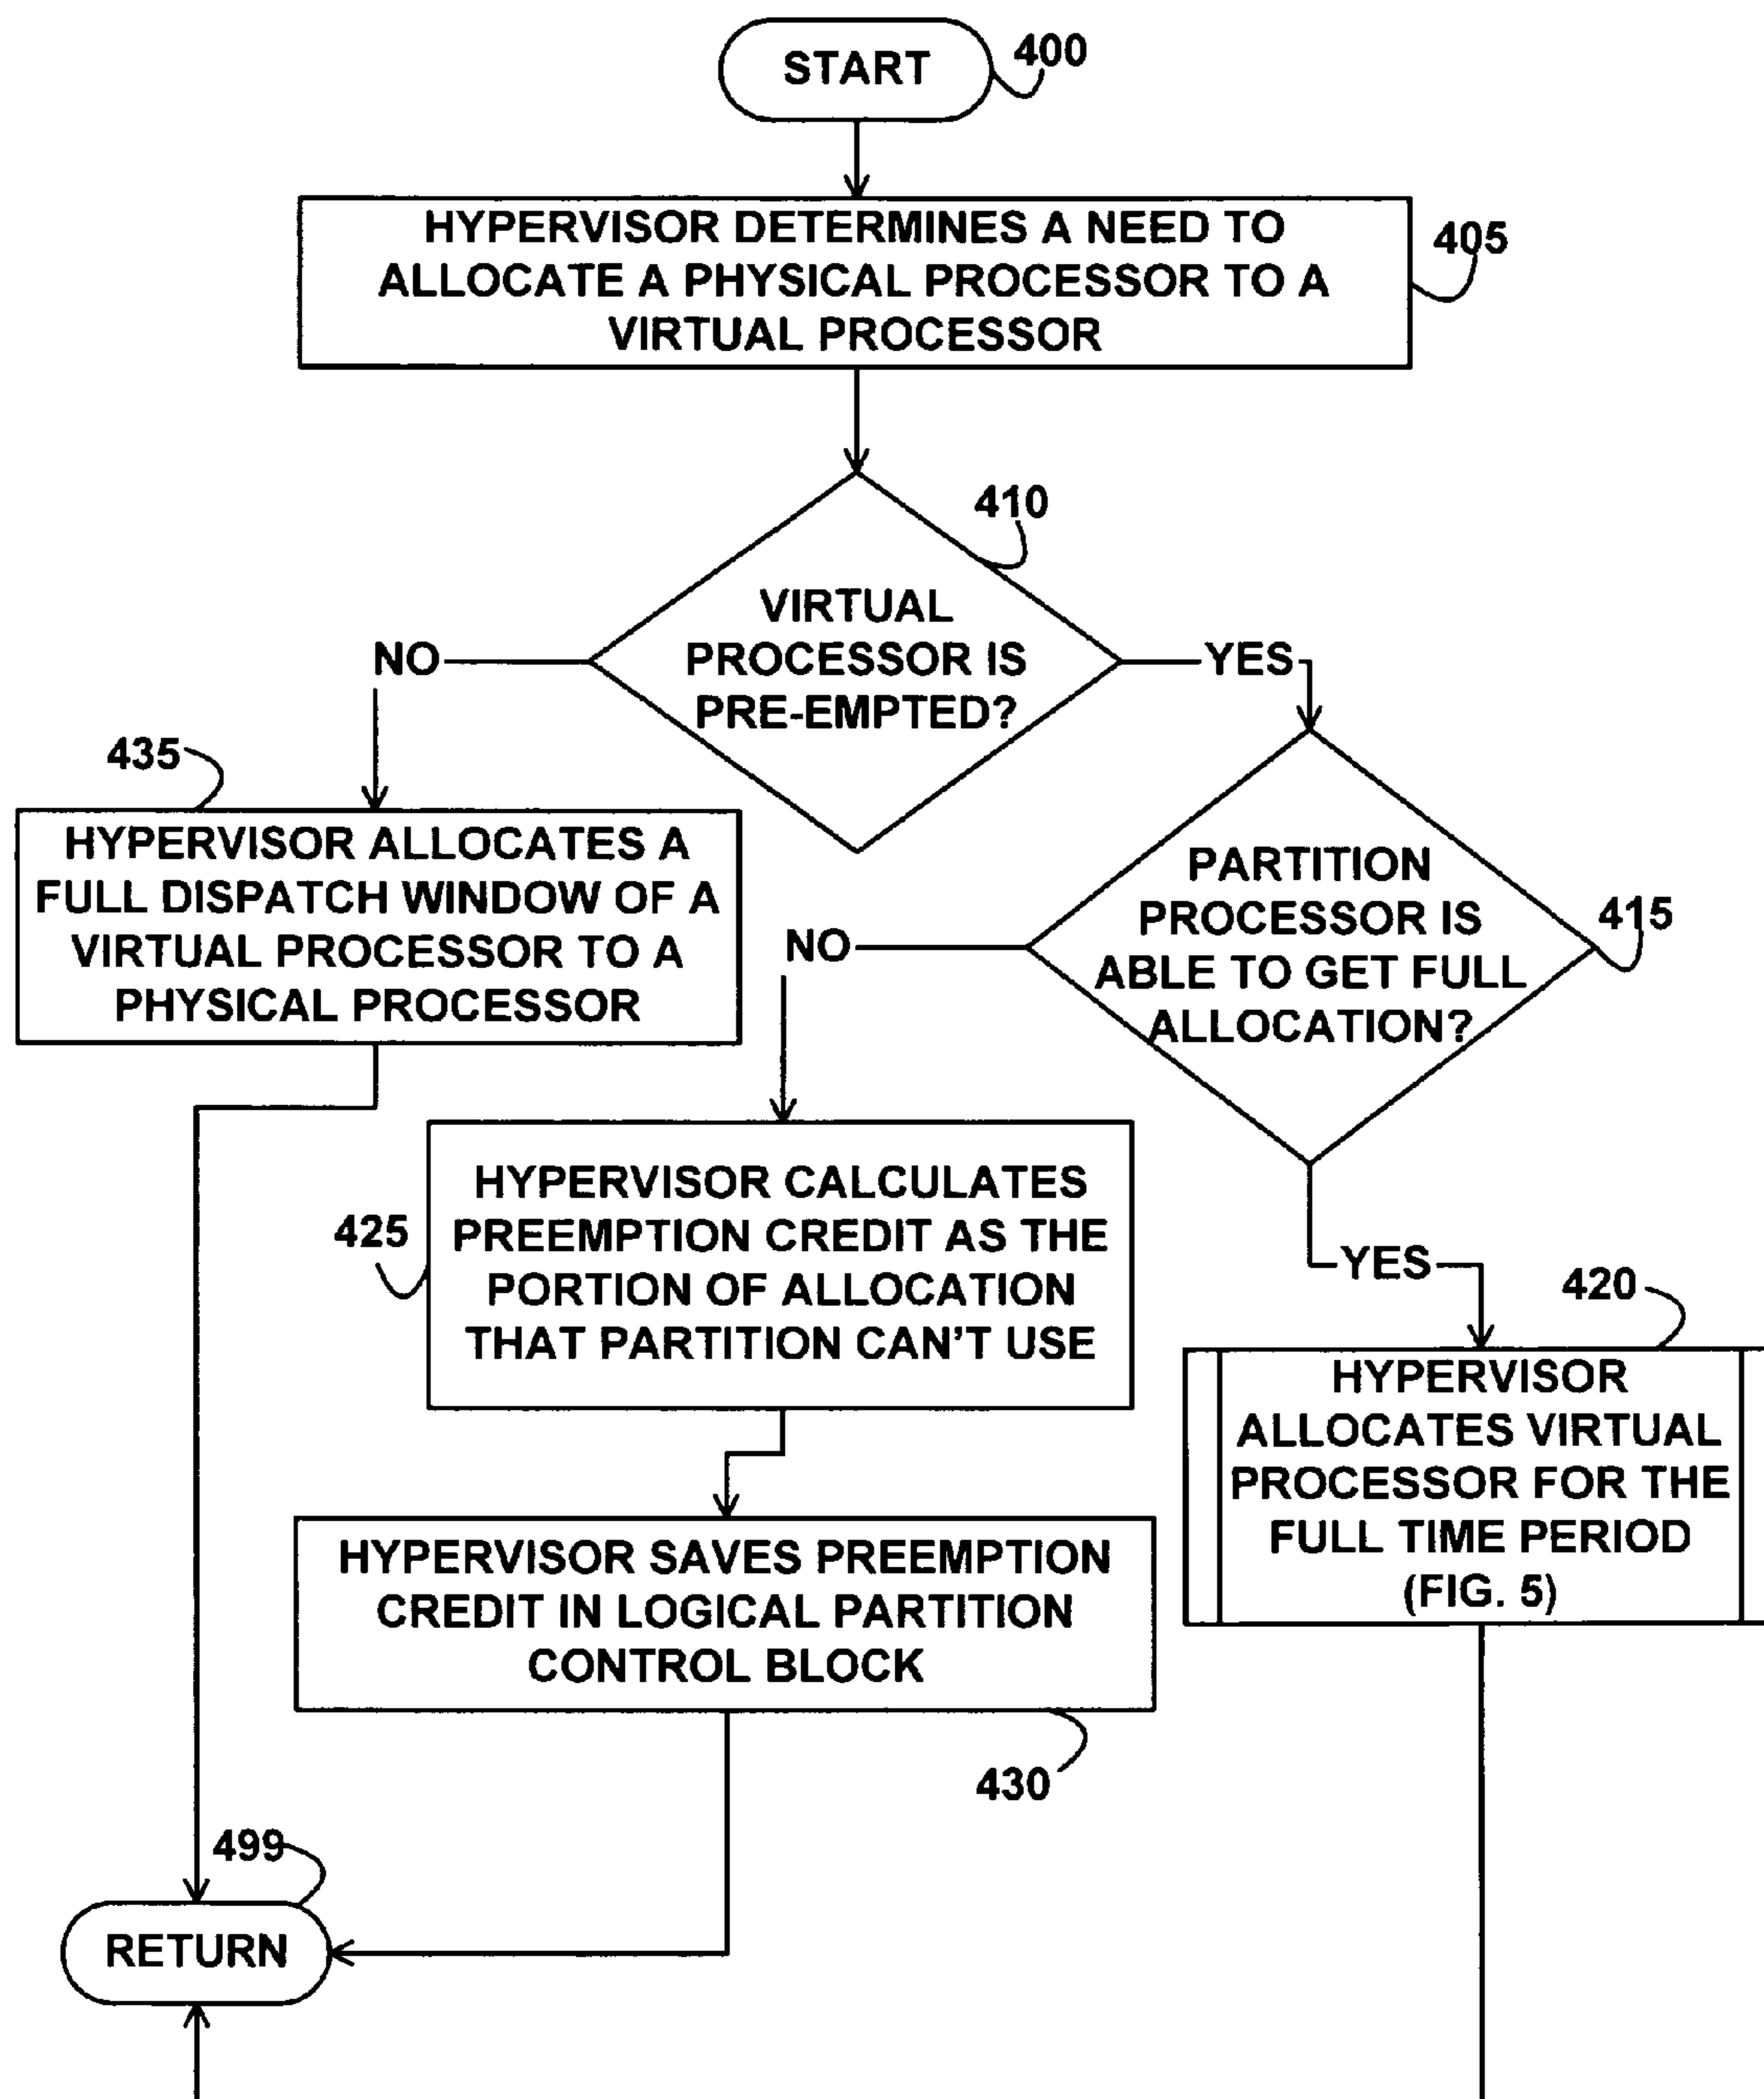 START
400
HYPERVISOR DETERMINES A NEED TO
ALLOCATE A PHYSICAL PROCESSOR TO A
VIRTUAL PROCESSOR
405
410
VIRTUAL
PROCESSOR IS
PRE-EMPTED?
NO
YES
435
HYPERVISOR ALLOCATES A
FULL DISPATCH WINDOW OF A
VIRTUAL PROCESSOR TO A
PHYSICAL PROCESSOR
PARTITION
PROCESSOR IS
ABLE TO GET FULL
ALLOCATION?
415
NO
YES
425
HYPERVISOR CALCULATES
PREEMPTION CREDIT AS THE
PORTION OF ALLOCATION
THAT PARTITION CAN'T USE
420
HYPERVISOR
ALLOCATES VIRTUAL
PROCESSOR FOR THE
FULL TIME PERIOD
(FIG. 5)
HYPERVISOR SAVES PREEMPTION
CREDIT IN LOGICAL PARTITION
CONTROL BLOCK
430
499
RETURN